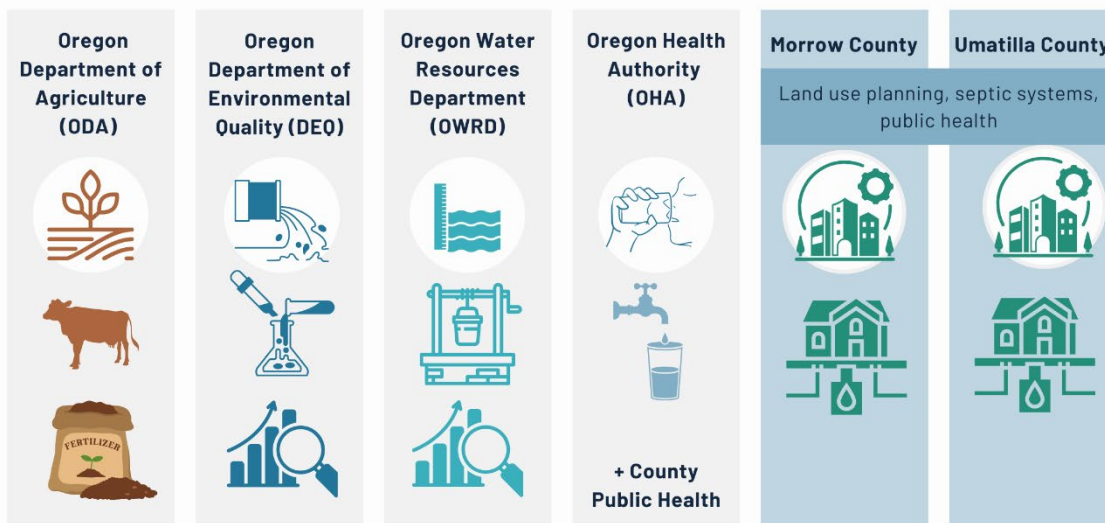 Oregon
Department of
Agriculture
(ODA)
Oregon
Department of
Environmental
Quality (DEQ)
Oregon Water
Resources
Department
(OWRD)
Oregon Health
Authority
(OHA)
Morrow County
Umatilla County
Land use planning, septic systems,
public health
FERTILIZER
+ County
Public Health